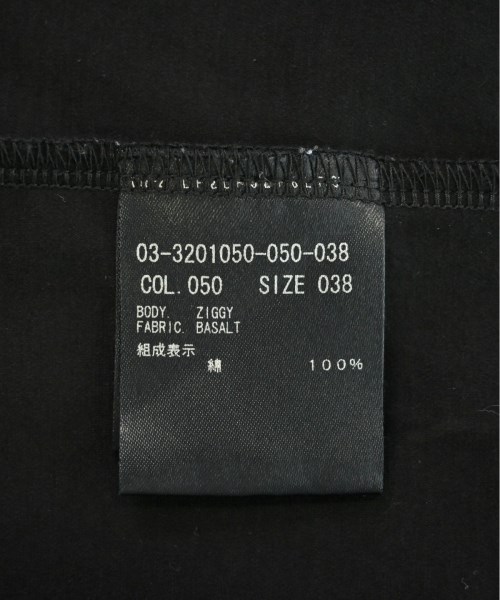 03-3201050-050-038
COL.050 SIZE 038
BODY. ZIGGY
FABRIC. BASALT
組成表示
綿 100%